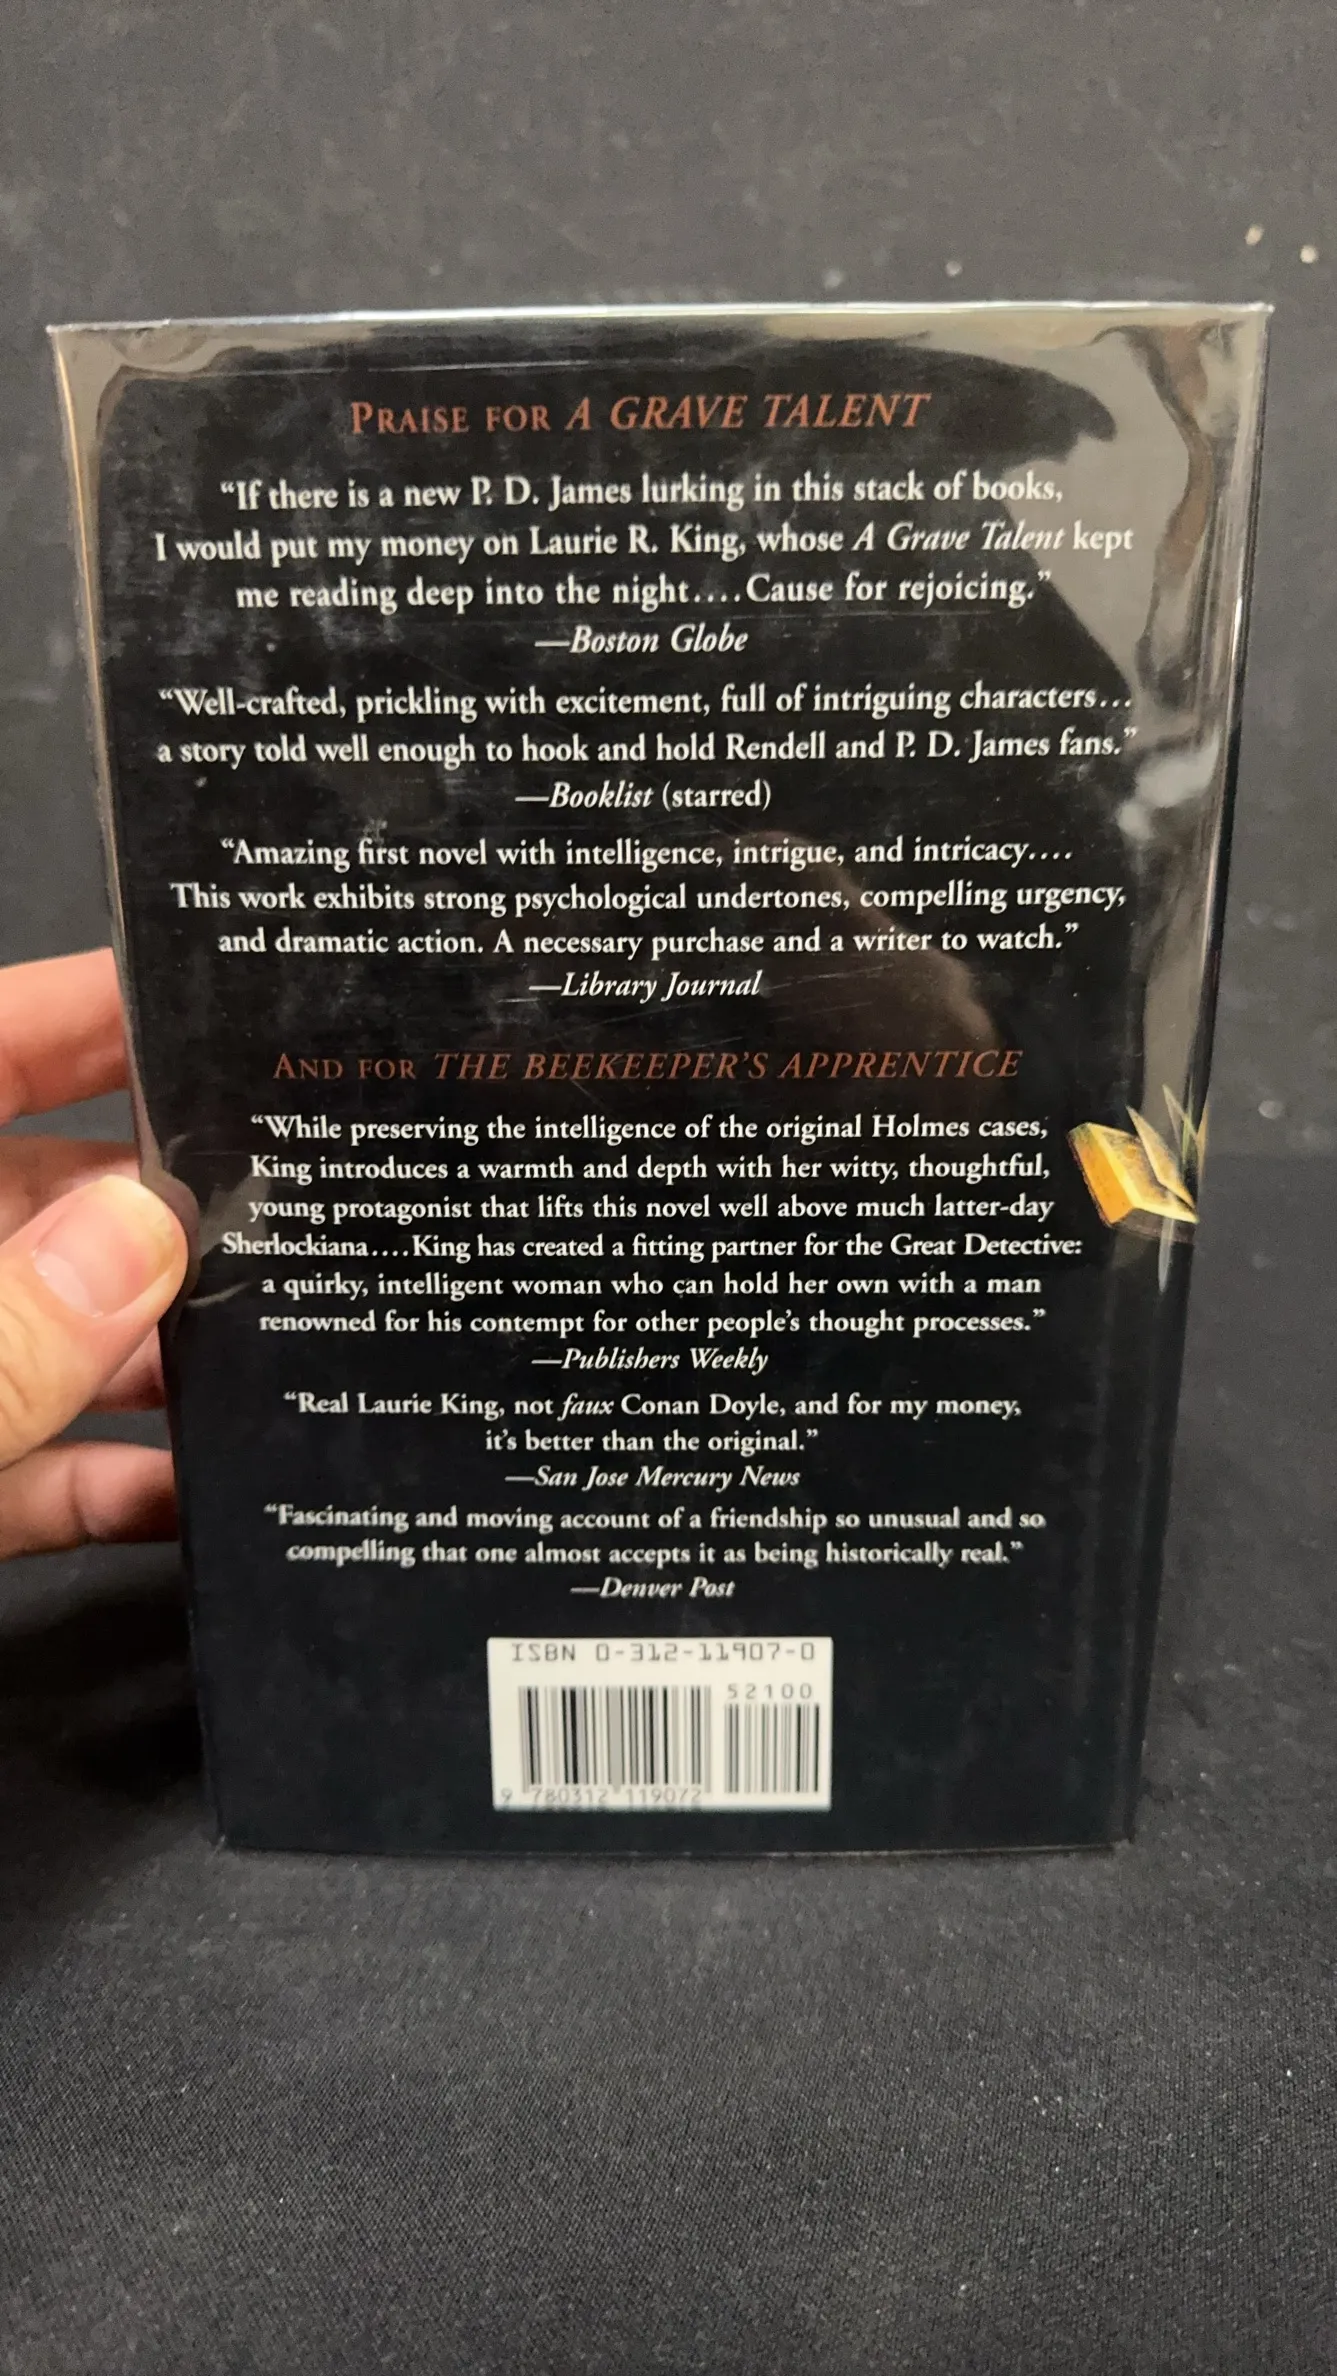 PRAISE FOR A GRAVE TALENT
“If there is a new P. D. James lurking in this stack of books,
I would put my money on Laurie R. King, whose A Grave Talent kept
me reading deep into the night....Cause for rejoicing.”
—Boston Globe
“Well-crafted, prickling with excitement, full of intriguing characters...
a story told well enough to hook and hold Rendell and P. D. James fans.”
—Booklist (starred)
“Amazing first novel with intelligence, intrigue, and intricacy....
This work exhibits strong psychological undertones, compelling urgency,
and dramatic action. A necessary purchase and a writer to watch.”
—Library Journal
AND FOR THE BEEKEEPER’S APPRENTICE
“While preserving the intelligence of the original Holmes cases,
King introduces a warmth and depth with her witty, thoughtful,
young protagonist that lifts this novel well above much latter-day
Sherlockiana....King has created a fitting partner for the Great Detective:
a quirky, intelligent woman who can hold her own with a man
renowned for his contempt for other people’s thought processes.”
—Publishers Weekly
“Real Laurie King, not faux Conan Doyle, and for my money,
it’s better than the original.”
—San Jose Mercury News
“Fascinating and moving account of a friendship so unusual and so
compelling that one almost accepts it as being historically real.”
—Denver Post
ISBN 0-312-11907-0
52100
9 780312 119072